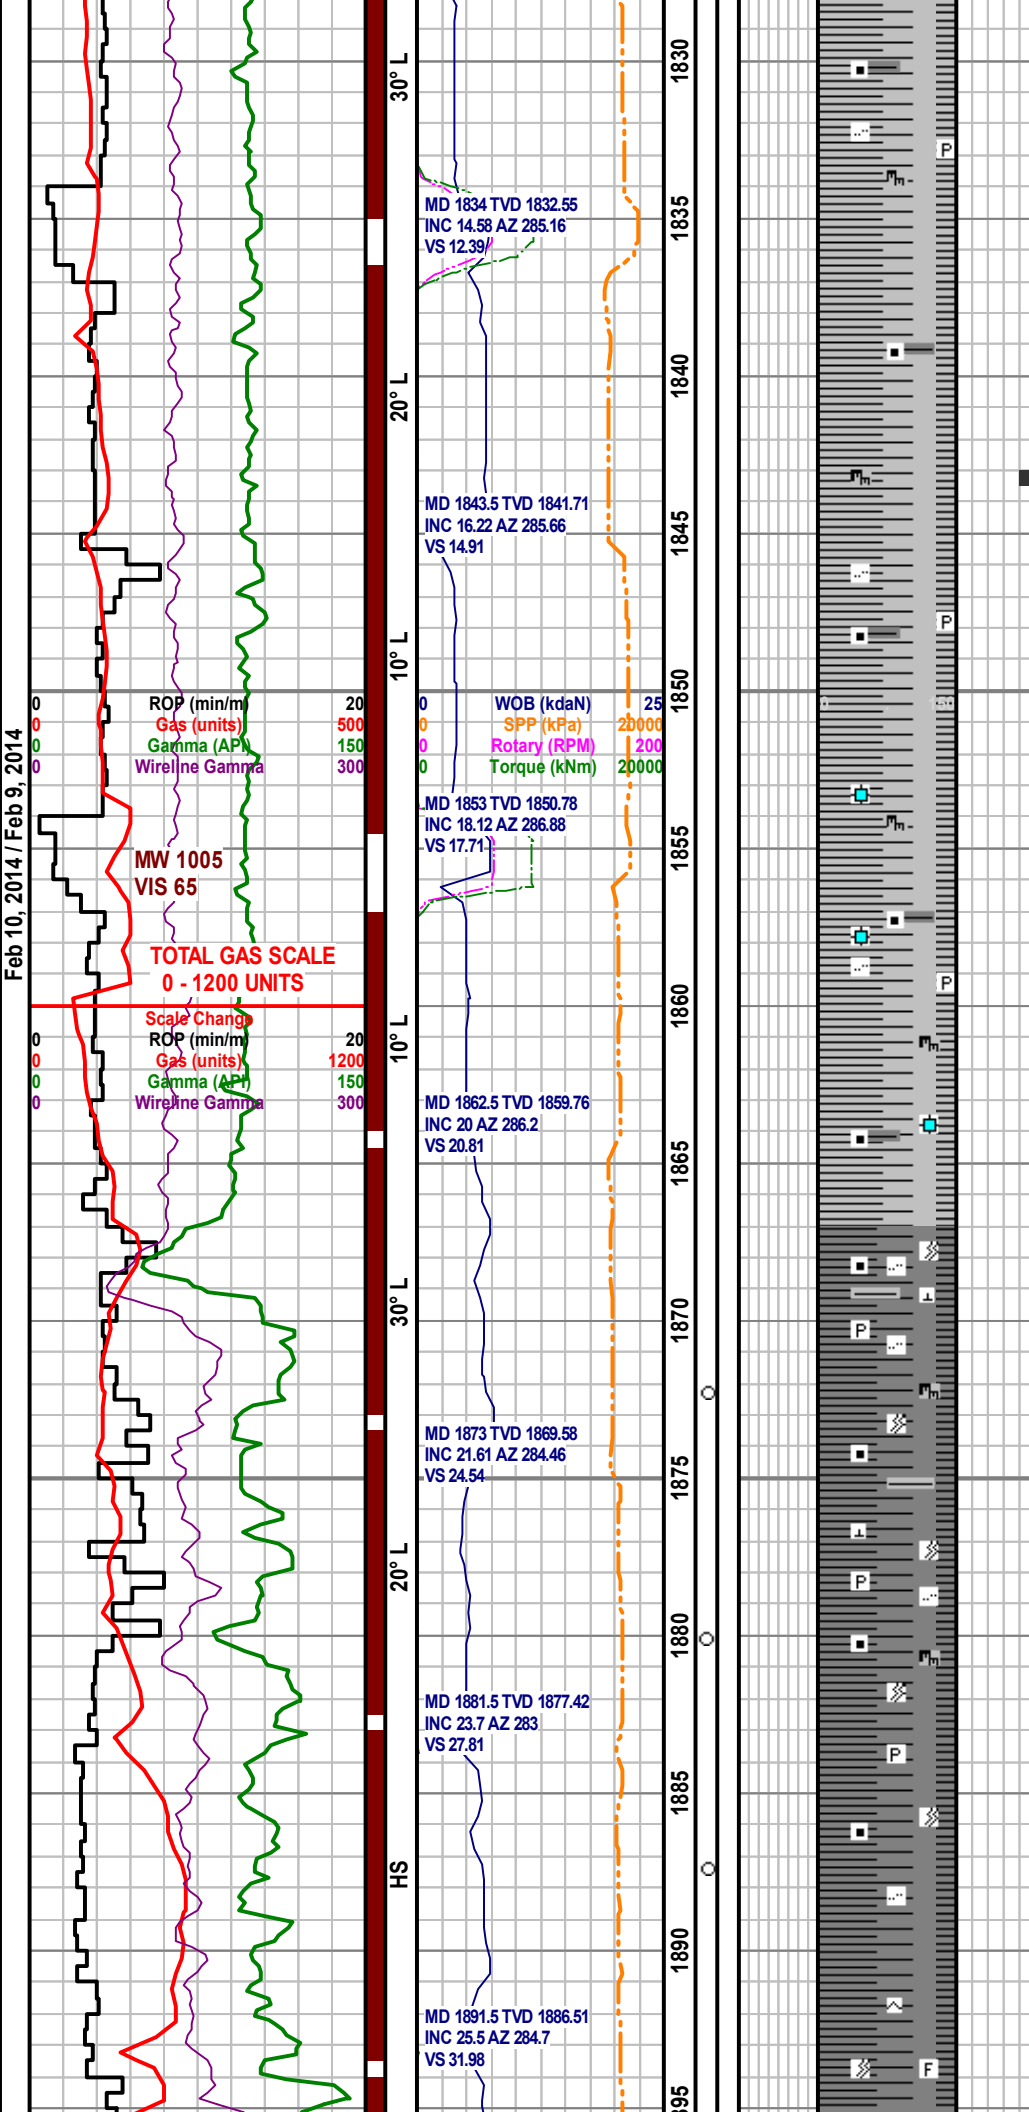 1830
30° L
P
MD 1834 TVD 1832.55
INC 14.58 AZ 285.16
VS 12.39
1835
1840
20° L
MD 1843.5 TVD 1841.71
INC 16.22 AZ 285.66
VS 14.91
1845
P
10° L
1850
0 ROP (min/m) 20
0 Gas (units) 500
0 Gamma (API) 150
0 Wireline Gamma 300
0 WOB (kdaN) 25
0 SPP (kPa) 20000
0 Rotary (RPM) 200
0 Torque (kNm) 20000
0 150
Feb 10, 2014 / Feb 9, 2014
MD 1853 TVD 1850.78
INC 18.12 AZ 286.88
VS 17.71
1855
MW 1005
VIS 65
TOTAL GAS SCALE
0 - 1200 UNITS
P
1860
Scale Change
0 ROP (min/m) 20
0 Gas (units) 1200
0 Gamma (API) 150
0 Wireline Gamma 300
10° L
MD 1862.5 TVD 1859.76
INC 20 AZ 286.2
VS 20.81
1865
30° L
1870
P
MD 1873 TVD 1869.58
INC 21.61 AZ 284.46
VS 24.54
1875
20° L
P
1880
MD 1881.5 TVD 1877.42
INC 23.7 AZ 283
VS 27.81
P
1885
HS
1890
MD 1891.5 TVD 1886.51
INC 25.5 AZ 284.7
VS 31.98
F
95